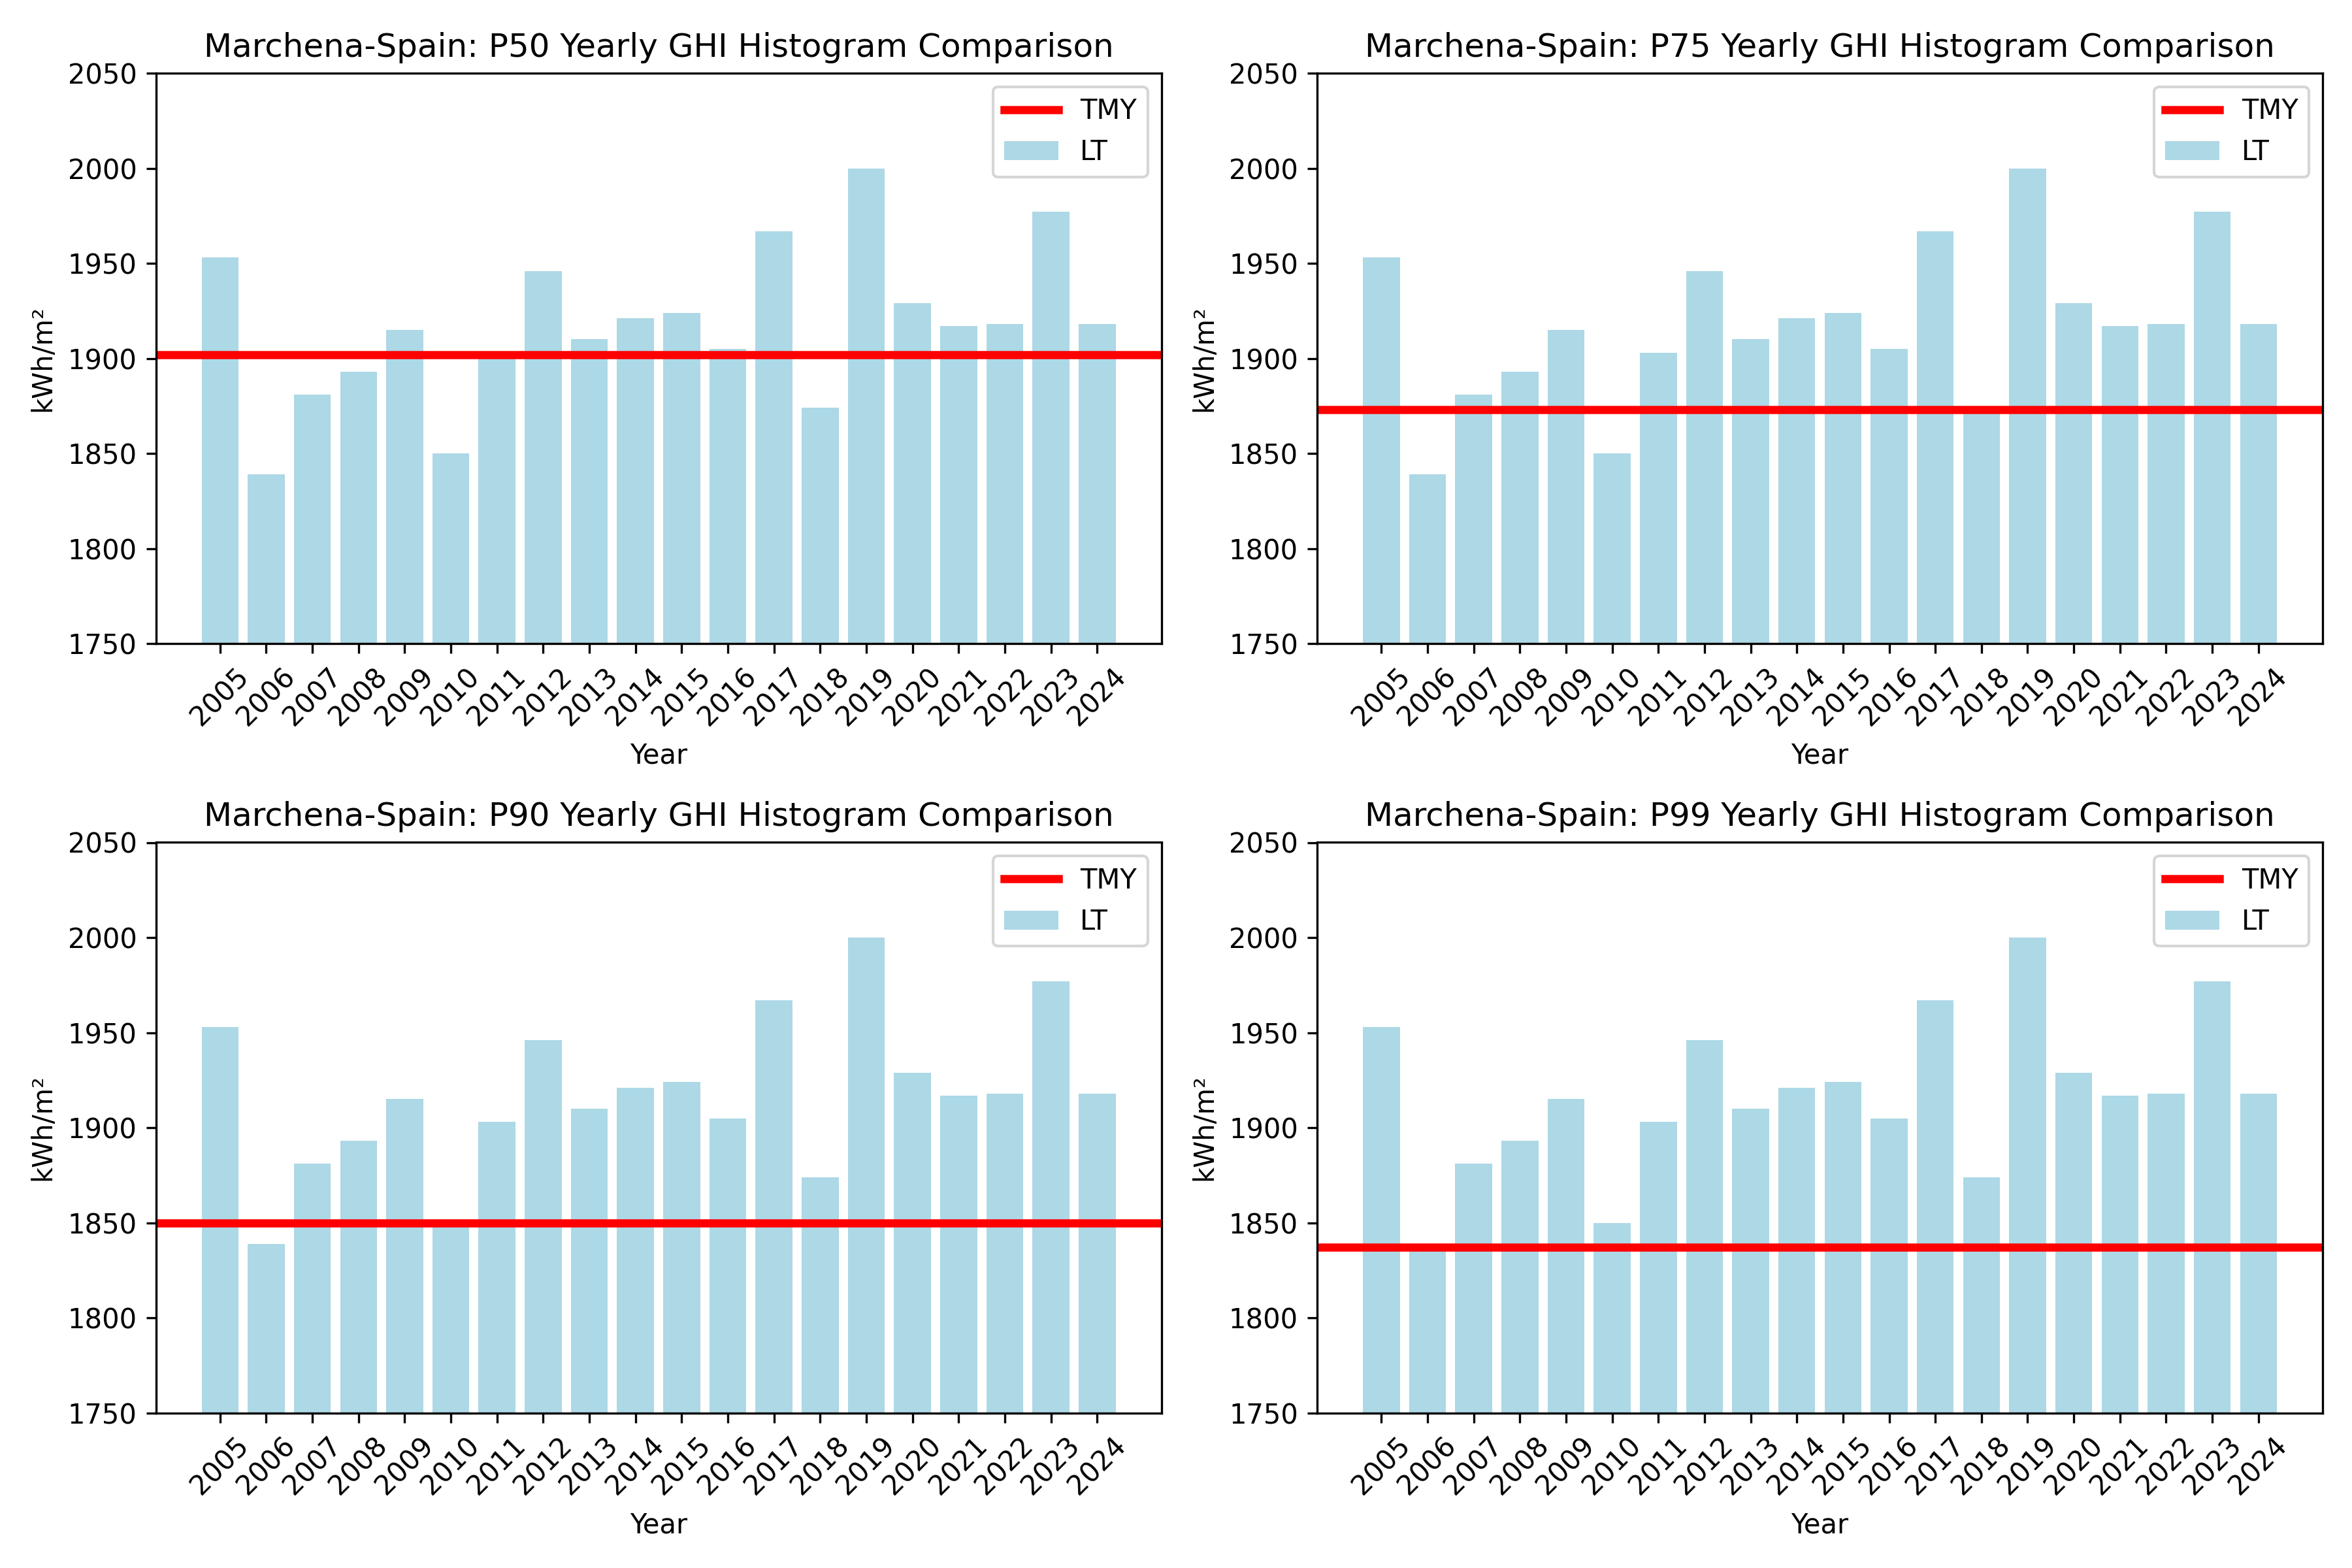 Marchena-Spain: P50 Yearly GHI Histogram Comparison
2050
2000
1950
1900
1850
1800
1750
kWh/m²
TMY
LT
2005 2006 2007 2008 2009 2010 2011 2012 2013 2014 2015 2016 2017 2018 2019 2020 2021 2022 2023 2024
Year
Marchena-Spain: P75 Yearly GHI Histogram Comparison
2050
2000
1950
1900
1850
1800
1750
kWh/m²
TMY
LT
2005 2006 2007 2008 2009 2010 2011 2012 2013 2014 2015 2016 2017 2018 2019 2020 2021 2022 2023 2024
Year
Marchena-Spain: P90 Yearly GHI Histogram Comparison
2050
2000
1950
1900
1850
1800
1750
kWh/m²
TMY
LT
2005 2006 2007 2008 2009 2010 2011 2012 2013 2014 2015 2016 2017 2018 2019 2020 2021 2022 2023 2024
Year
Marchena-Spain: P99 Yearly GHI Histogram Comparison
2050
2000
1950
1900
1850
1800
1750
kWh/m²
TMY
LT
2005 2006 2007 2008 2009 2010 2011 2012 2013 2014 2015 2016 2017 2018 2019 2020 2021 2022 2023 2024
Year